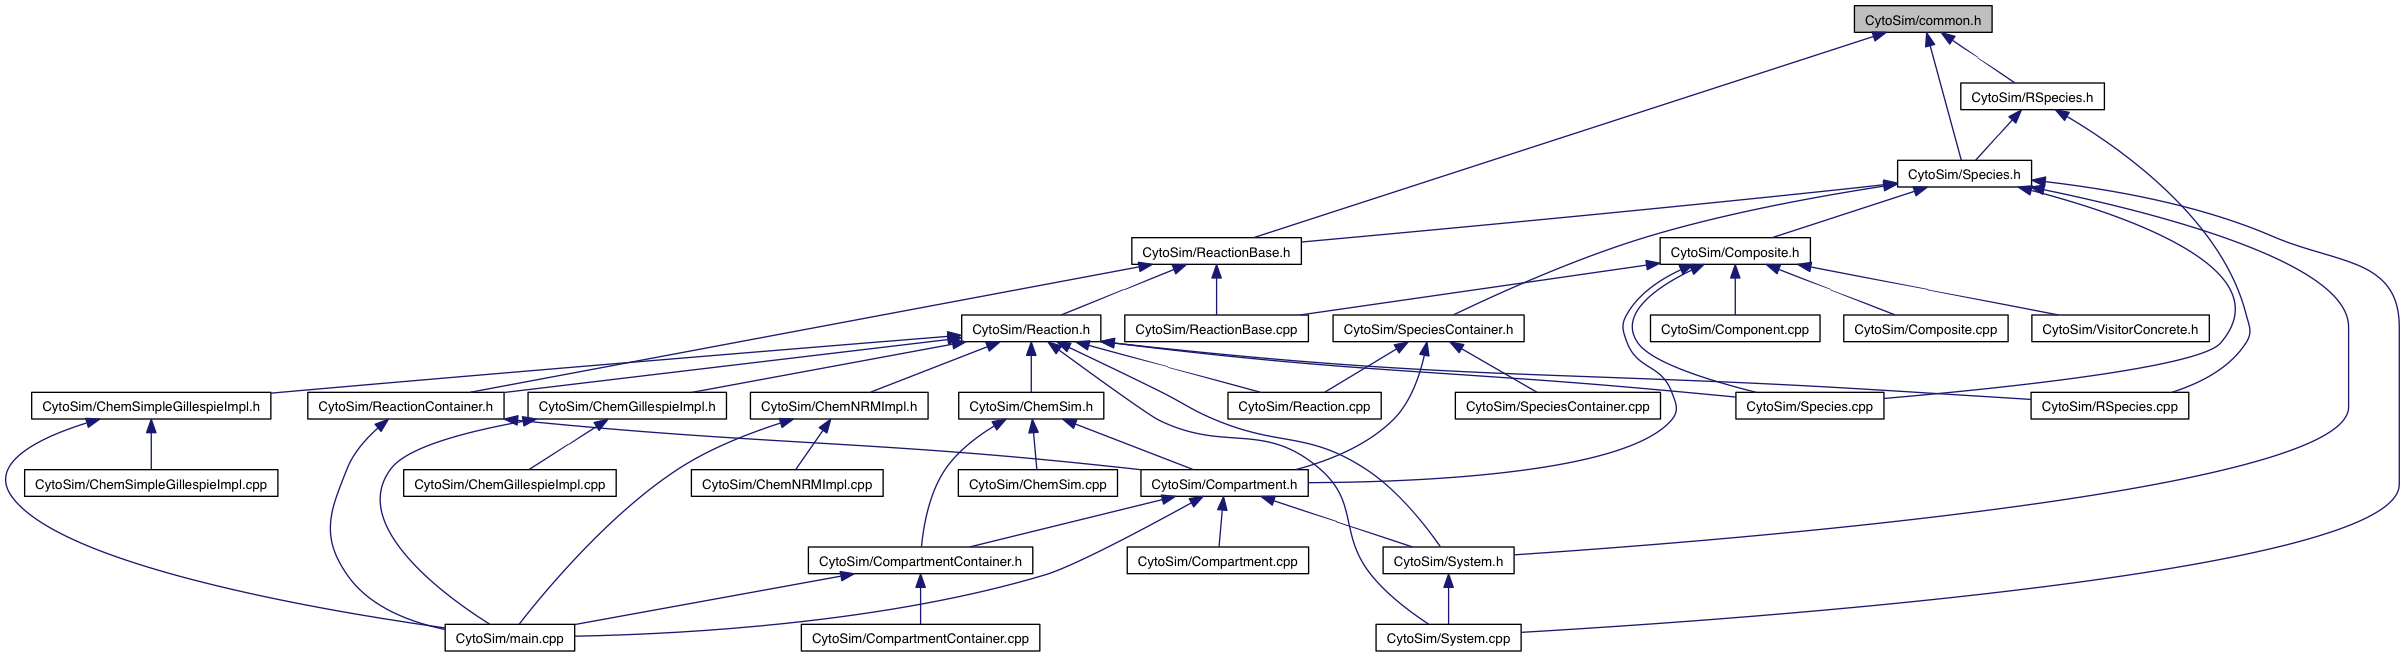 CytoSim/common.h
CytoSim/RSpecies.h
CytoSim/Species.h
CytoSim/ReactionBase.h
CytoSim/Composite.h
CytoSim/Reaction.h
CytoSim/ReactionBase.cpp
CytoSim/SpeciesContainer.h
CytoSim/Component.cpp
CytoSim/Composite.cpp
CytoSim/VisitorConcrete.h
CytoSim/ChemSimpleGillespieImpl.h
CytoSim/ReactionContainer.h
CytoSim/ChemGillespieImpl.h
CytoSim/ChemNRMImpl.h
CytoSim/ChemSim.h
CytoSim/Reaction.cpp
CytoSim/SpeciesContainer.cpp
CytoSim/Species.cpp
CytoSim/RSpecies.cpp
CytoSim/ChemSimpleGillespieImpl.cpp
CytoSim/ChemGillespieImpl.cpp
CytoSim/ChemNRMImpl.cpp
CytoSim/ChemSim.cpp
CytoSim/Compartment.h
CytoSim/CompartmentContainer.h
CytoSim/Compartment.cpp
CytoSim/System.h
CytoSim/main.cpp
CytoSim/CompartmentContainer.cpp
CytoSim/System.cpp